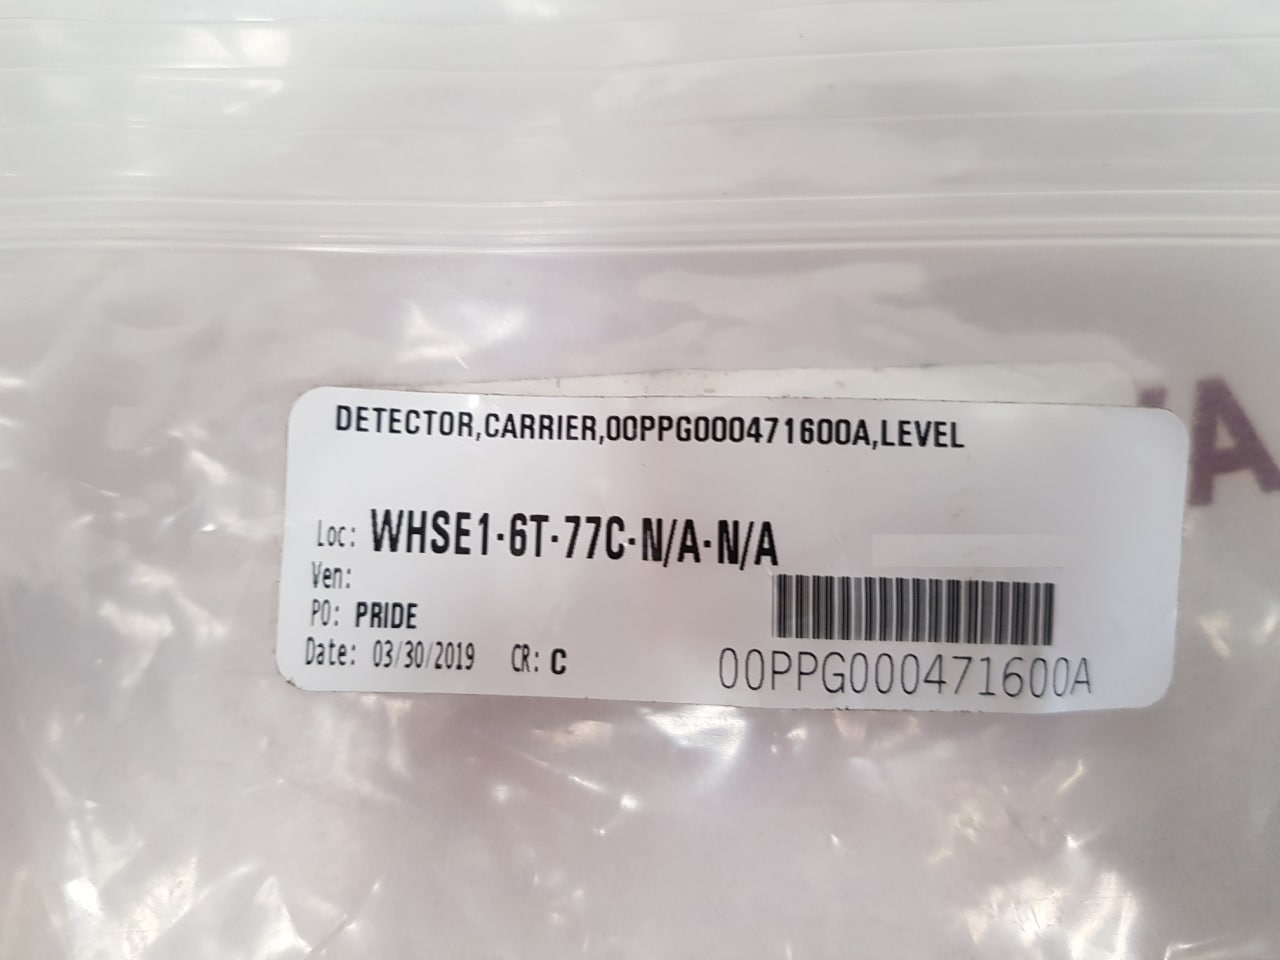 DETECTOR,CARRIER,00PPG000471600A,LEVEL
Loc: WHSE1-6T-77C-N/A-N/A
Ven:
PO: PRIDE
Date: 03/30/2019 CR: C
00PPG000471600A